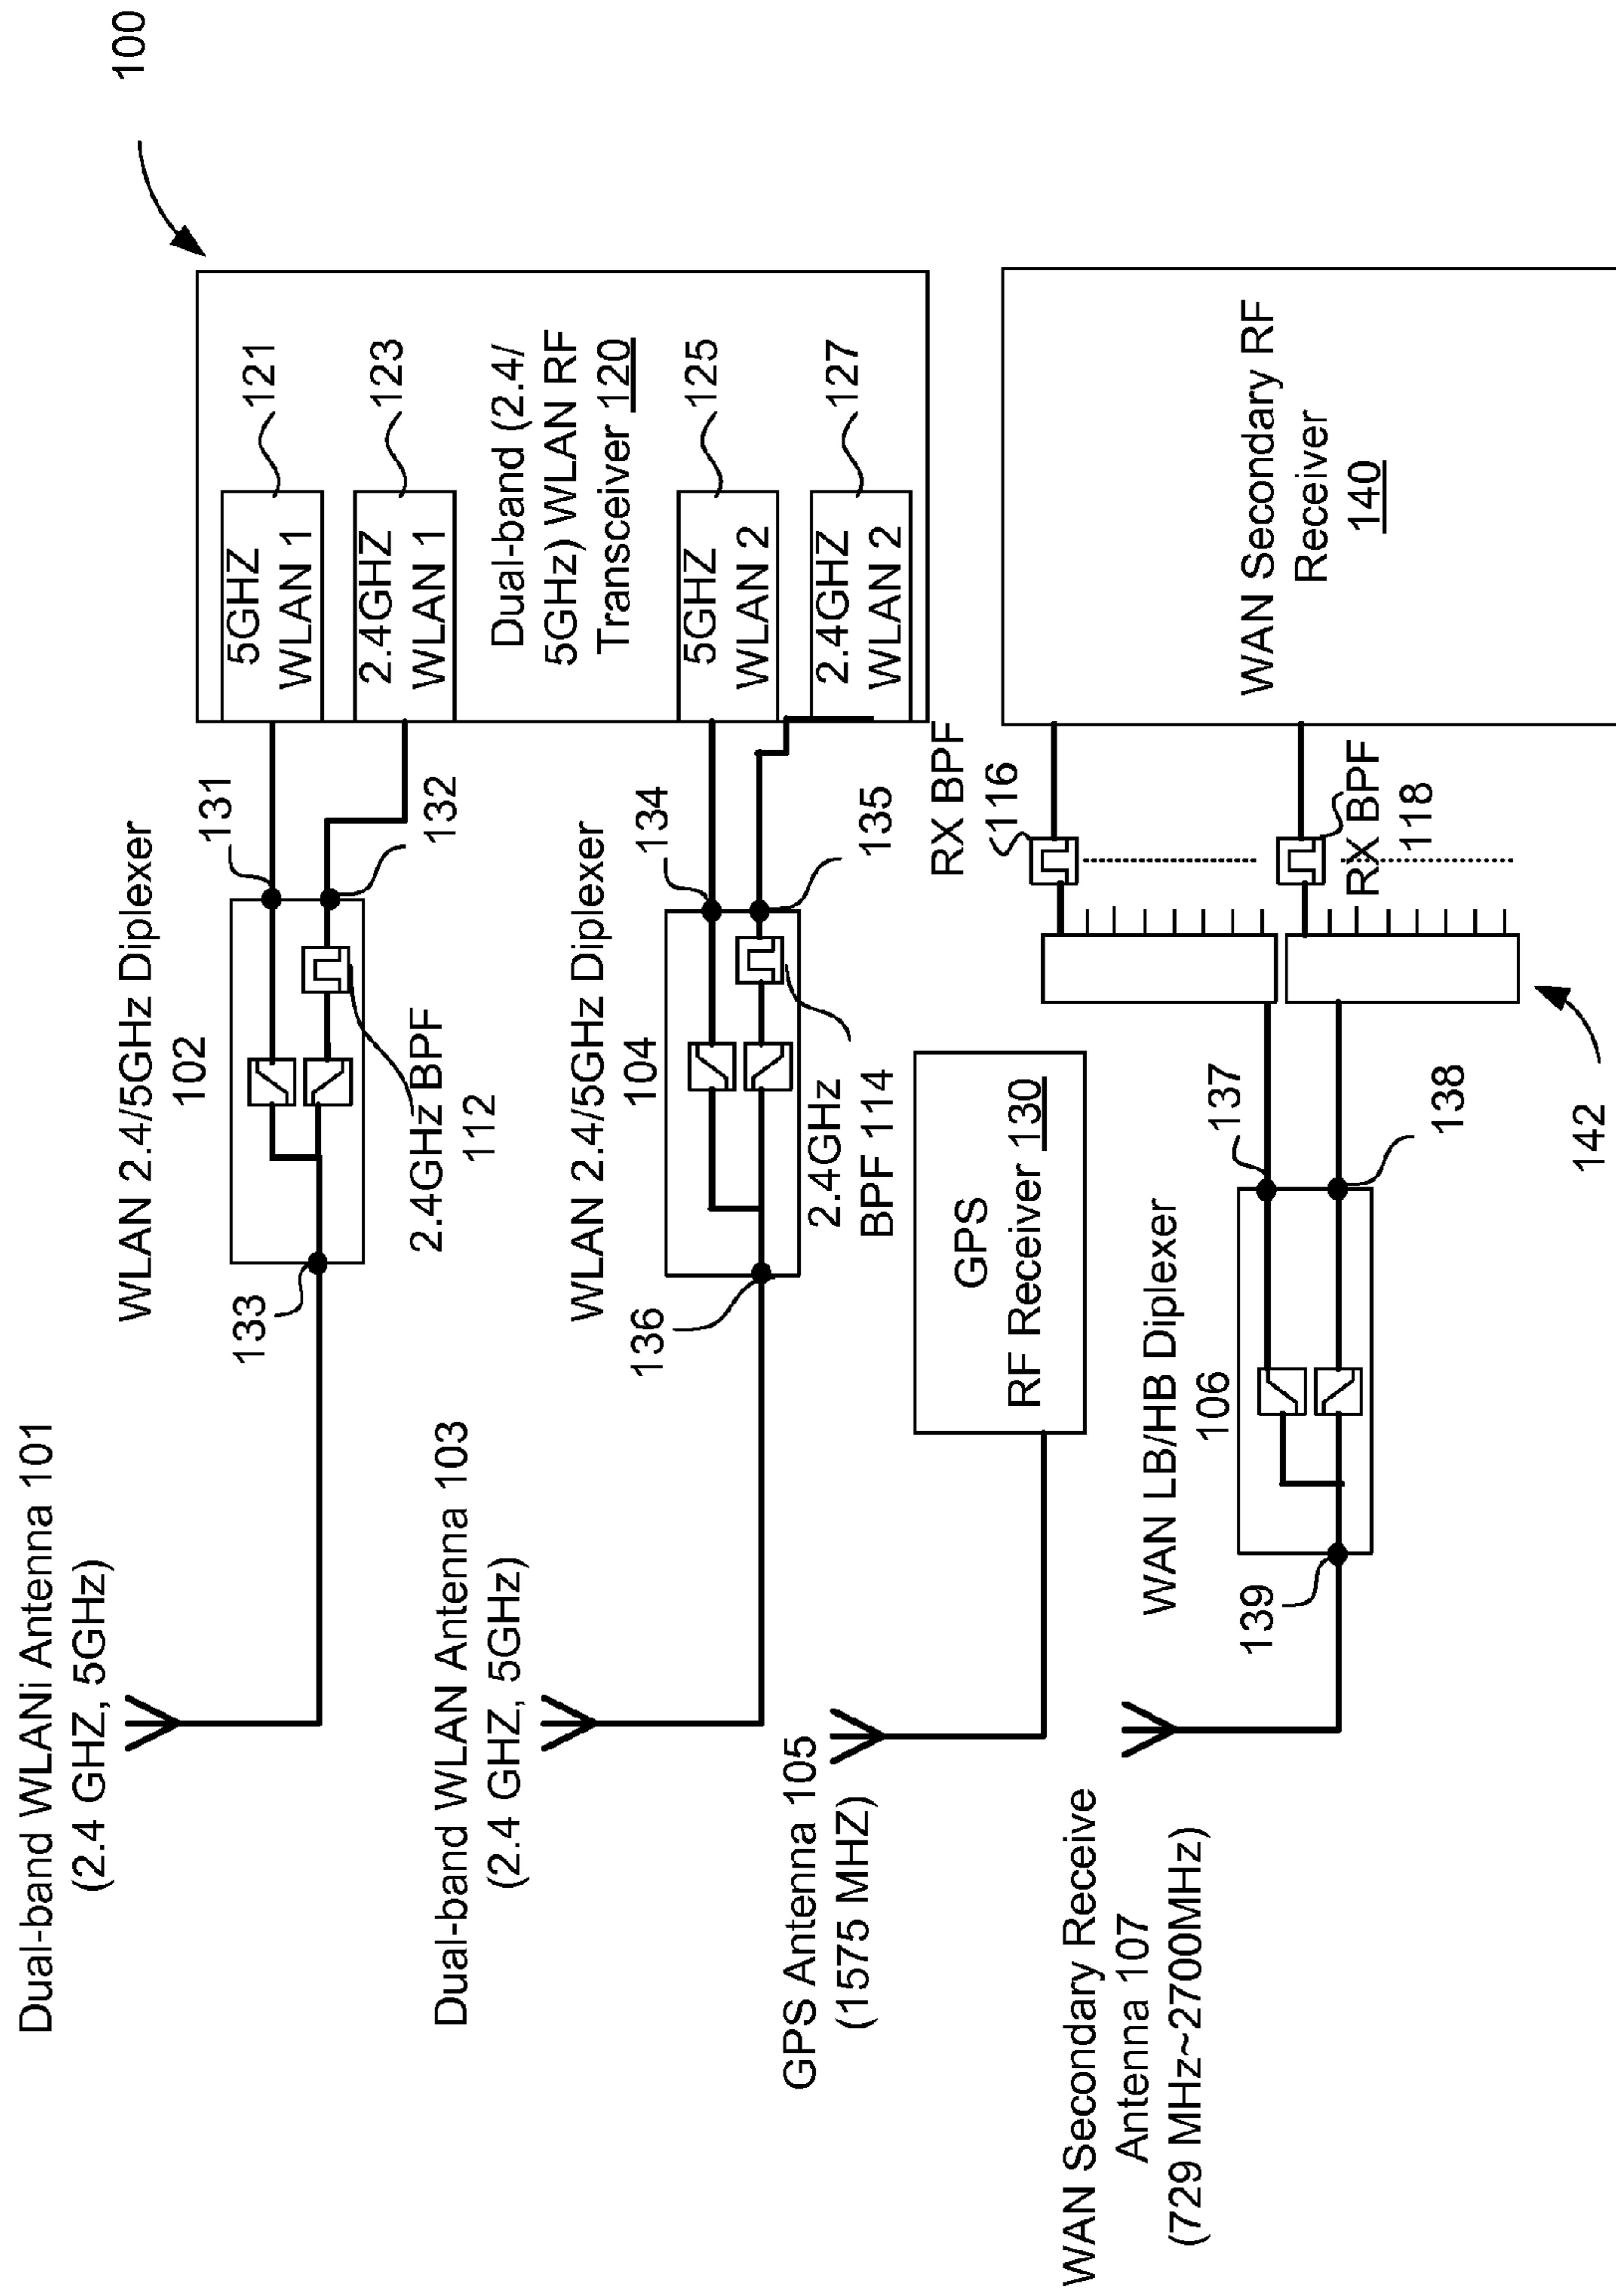 100
Dual-band WLANi Antenna 101
(2.4 GHZ, 5GHz)
133
WLAN 2.4/5GHz Diplexer
102
131
132
2.4GHz BPF
112
5GHZ
WLAN 1
121
2.4GHZ
WLAN 1
123
Dual-band (2.4/
5GHz) WLAN RF
Transceiver 120
5GHZ
WLAN 2
125
2.4GHZ
WLAN 2
127
Dual-band WLAN Antenna 103
(2.4 GHZ, 5GHz)
136
WLAN 2.4/5GHz Diplexer
104
134
135
2.4GHz
BPF 114
GPS Antenna 105
(1575 MHZ)
GPS
RF Receiver 130
WAN Secondary Receive
Antenna 107
(729 MHz~2700MHz)
139
WAN LB/HB Diplexer
106
137
138
142
RX BPF
116
RX BPF
118
WAN Secondary RF
Receiver
140